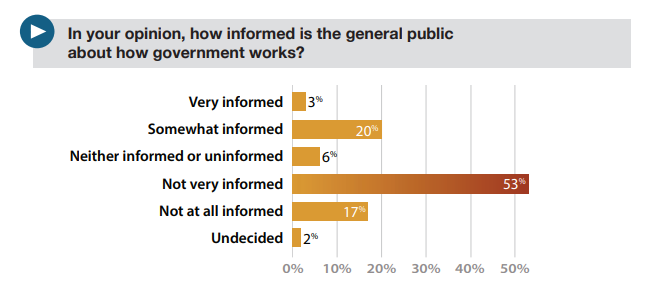 In your opinion, how informed is the general public
about how government works?
Very informed 3%
Somewhat informed 20%
Neither informed or uninformed 6%
Not very informed 53%
Not at all informed 17%
Undecided 2%
0% 10% 20% 30% 40% 50%